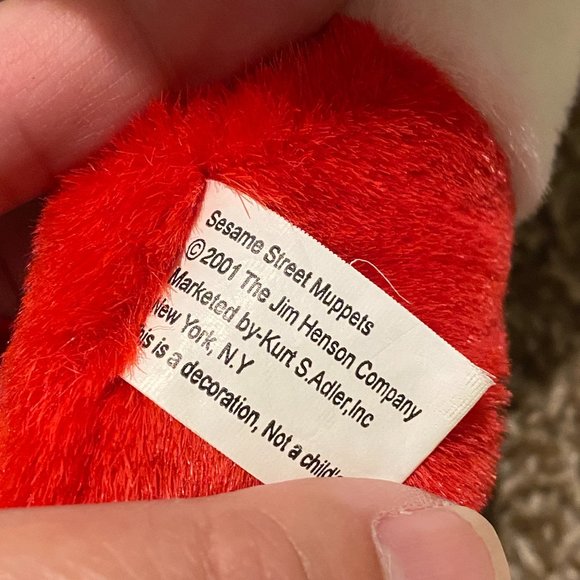 Sesame Street Muppets
© 2001 The Jim Henson Company
Marketed by-Kurt S.Adler,Inc
New York, N.Y
is is a decoration, Not a child